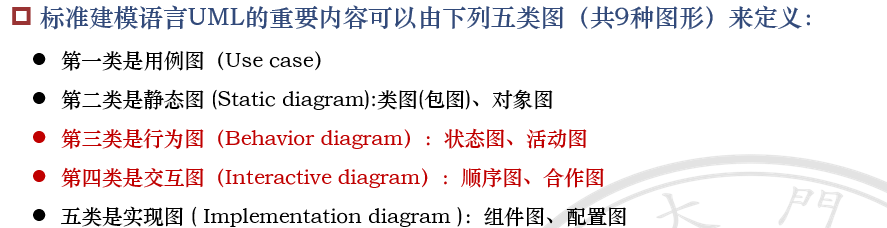 标准建模语言UML的重要内容可以由下列五类图（共9种图形）来定义：
第一类是用例图（Use case）
第二类是静态图 (Static diagram):类图(包图)、对象图
第三类是行为图（Behavior diagram）：状态图、活动图
第四类是交互图（Interactive diagram）：顺序图、合作图
五类是实现图 ( Implementation diagram )：组件图、配置图
大門